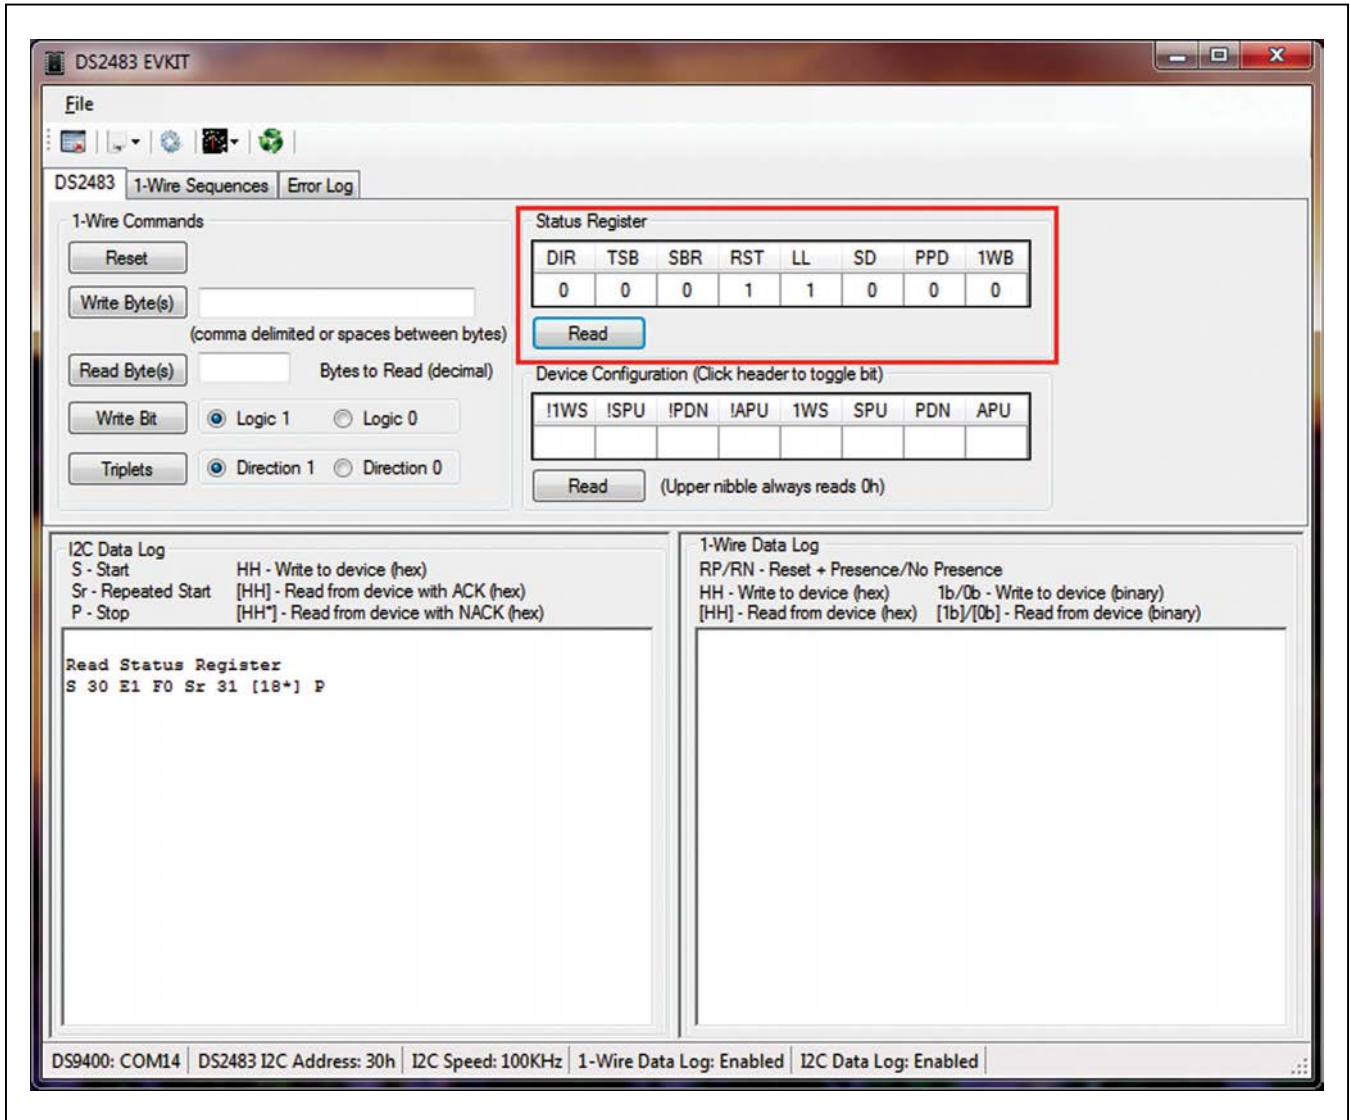 DS2483 EVKIT
File
DS2483 1-Wire Sequences Error Log
1-Wire Commands
Reset
Write Byte(s)
(comma delimited or spaces between bytes)
Read Byte(s) Bytes to Read (decimal)
Write Bit Logic 1 Logic 0
Triplets Direction 1 Direction 0
Status Register
DIR TSB SBR RST LL SD PPD 1WB
0 0 0 1 1 0 0 0
Read
Device Configuration (Click header to toggle bit)
!1WS !SPU !PDN !APU 1WS SPU PDN APU
Read (Upper nibble always reads 0h)
I2C Data Log
S - Start HH - Write to device (hex)
Sr - Repeated Start [HH] - Read from device with ACK (hex)
P - Stop [HH*] - Read from device with NACK (hex)
Read Status Register
S 30 E1 F0 Sr 31 [18*] P
1-Wire Data Log
RP/RN - Reset + Presence/No Presence
HH - Write to device (hex) 1b/0b - Write to device (binary)
[HH] - Read from device (hex) [1b]/[0b] - Read from device (binary)
DS9400: COM14 DS2483 I2C Address: 30h I2C Speed: 100KHz 1-Wire Data Log: Enabled I2C Data Log: Enabled